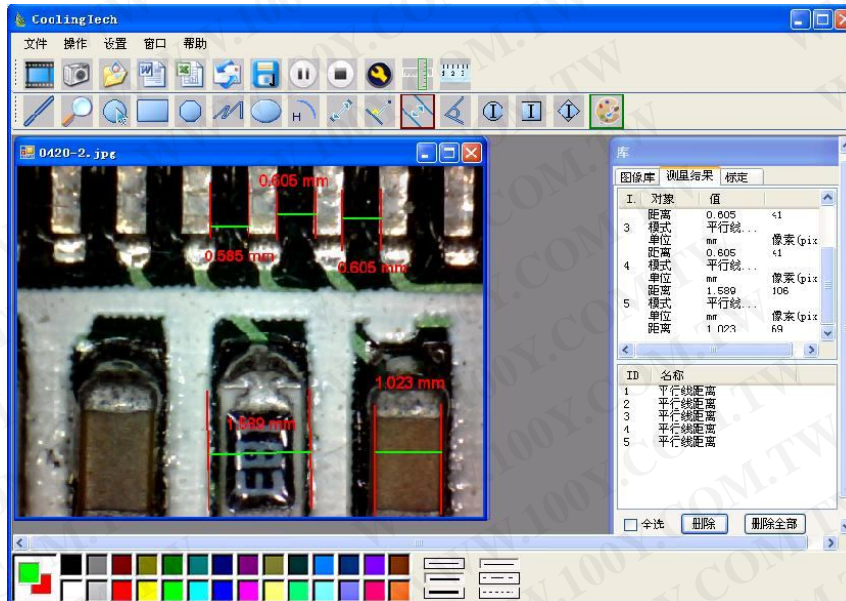 CoolingTech
文件 操作 设置 窗口 帮助
H
0420-2.jpg
0.605 mm
0.585 mm
0.605 mm
1.023 mm
1.589 mm
库
图像库 测量结果 标定
I. 对象 值
距离 0.605 41
3 模式 平行线...
单位 mm 像素(pix
距离 0.605 41
4 模式 平行线...
单位 mm 像素(pix
距离 1.589 106
5 模式 平行线...
单位 mm 像素(pix
距离 1.023 69
ID 名称
1 平行线距离
2 平行线距离
3 平行线距离
4 平行线距离
5 平行线距离
全选 删除 删除全部
WWW.100Y.COM.TW